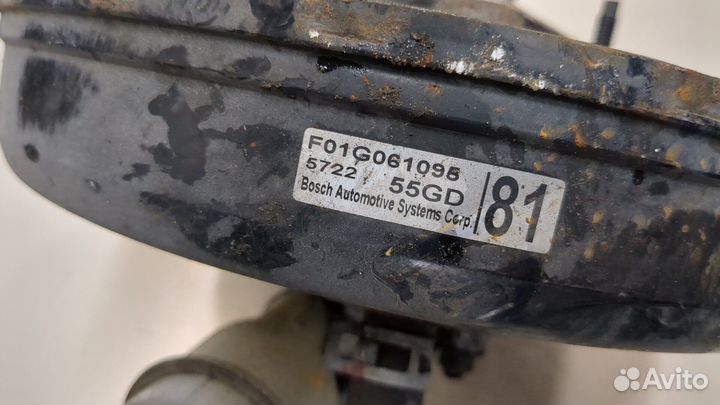 F01G061095
5722 55GD
Bosch Automotive Systems Corp.
81
Avito